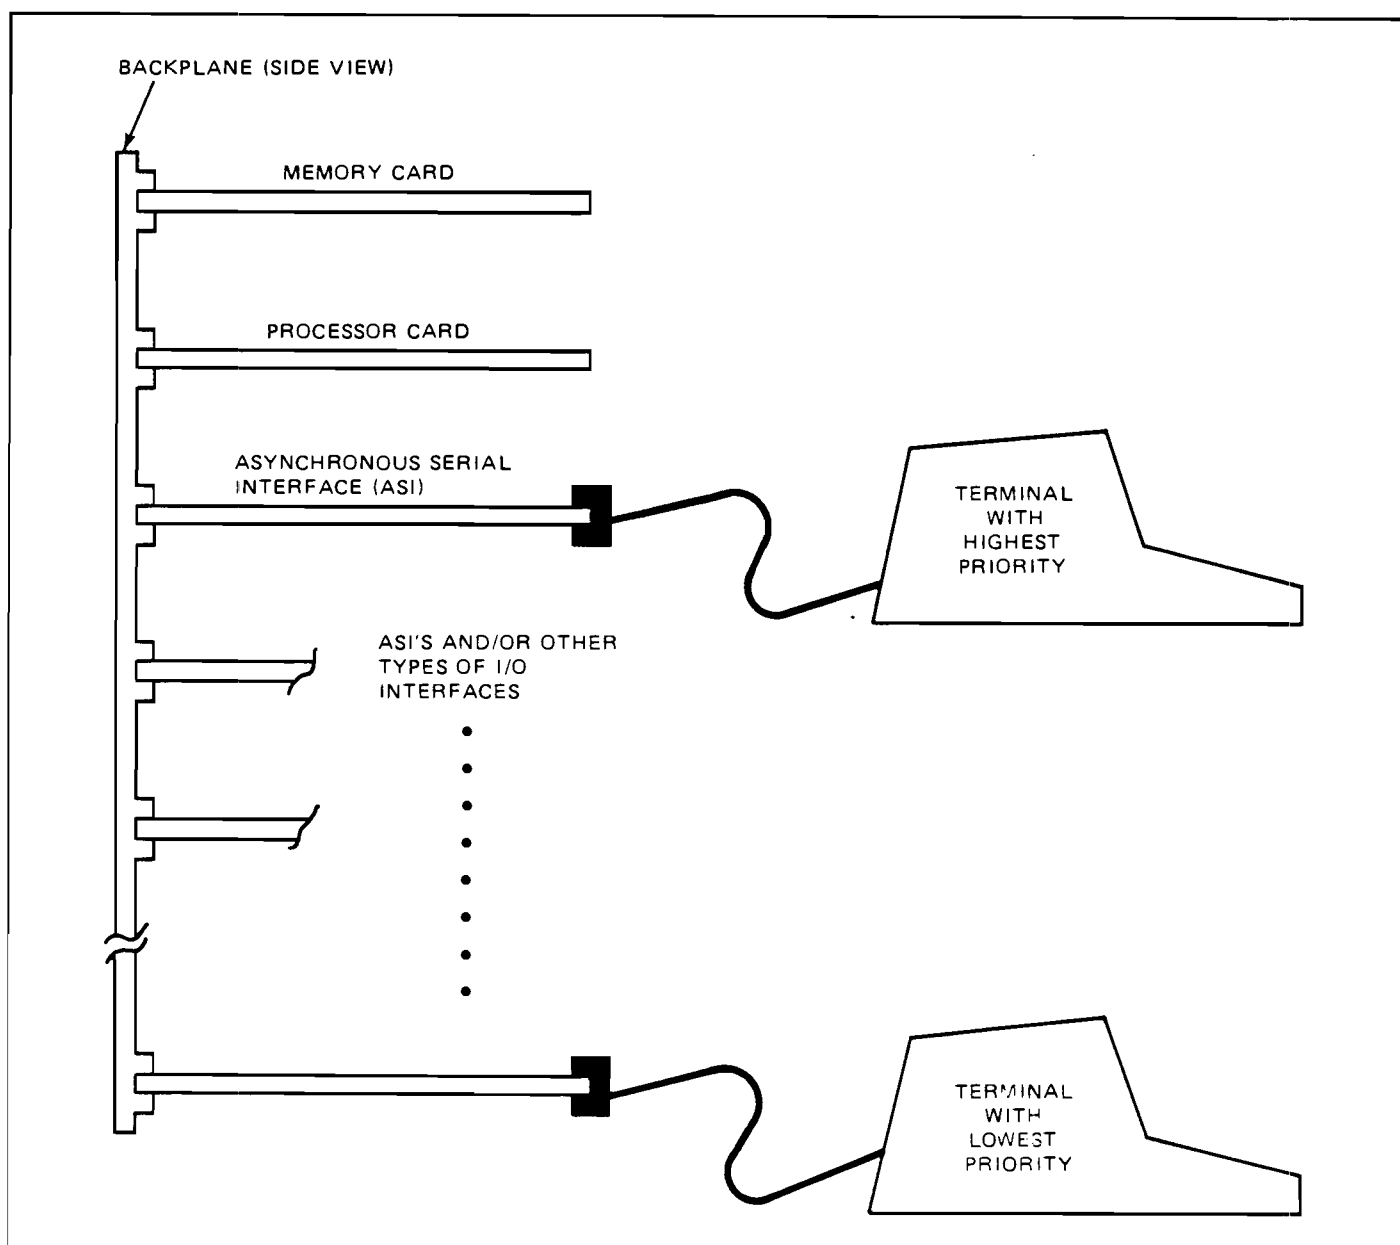 BACKPLANE (SIDE VIEW)
MEMORY CARD
PROCESSOR CARD
ASYNCHRONOUS SERIAL
INTERFACE (ASI)
TERMINAL
WITH
HIGHEST
PRIORITY
ASI'S AND/OR OTHER
TYPES OF I/O
INTERFACES
TERMINAL
WITH
LOWEST
PRIORITY